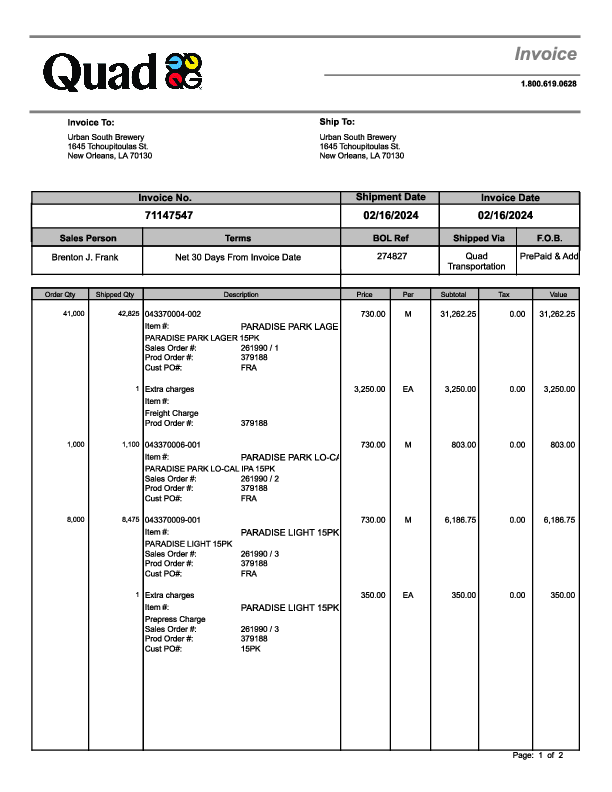 Quad
Invoice
1.800.619.0628
Invoice To:
Urban South Brewery
1645 Tchoupitoulas St.
New Orleans, LA 70130
Ship To:
Urban South Brewery
1645 Tchoupitoulas St.
New Orleans, LA 70130
Invoice No. Shipment Date Invoice Date
71147547 02/16/2024 02/16/2024
Sales Person Terms BOL Ref Shipped Via F.O.B.
Brenton J. Frank Net 30 Days From Invoice Date 274827 Quad Transportation PrePaid & Add
Order Qty Shipped Qty Description Price Per Subtotal Tax Value
41,000 42,825 043370004-002 730.00 M 31,262.25 0.00 31,262.25
Item #: PARADISE PARK LAGE
PARADISE PARK LAGER 15PK
Sales Order #: 261990 / 1
Prod Order #: 379188
Cust PO#: FRA
1 Extra charges 3,250.00 EA 3,250.00 0.00 3,250.00
Item #:
Freight Charge
Prod Order #: 379188
1,000 1,100 043370006-001 730.00 M 803.00 0.00 803.00
Item #: PARADISE PARK LO-CA
PARADISE PARK LO-CAL IPA 15PK
Sales Order #: 261990 / 2
Prod Order #: 379188
Cust PO#: FRA
8,000 8,475 043370009-001 730.00 M 6,186.75 0.00 6,186.75
Item #: PARADISE LIGHT 15PK
PARADISE LIGHT 15PK
Sales Order #: 261990 / 3
Prod Order #: 379188
Cust PO#: FRA
1 Extra charges 350.00 EA 350.00 0.00 350.00
Item #: PARADISE LIGHT 15PK
Prepress Charge
Sales Order #: 261990 / 3
Prod Order #: 379188
Cust PO#: 15PK
Page: 1 of 2